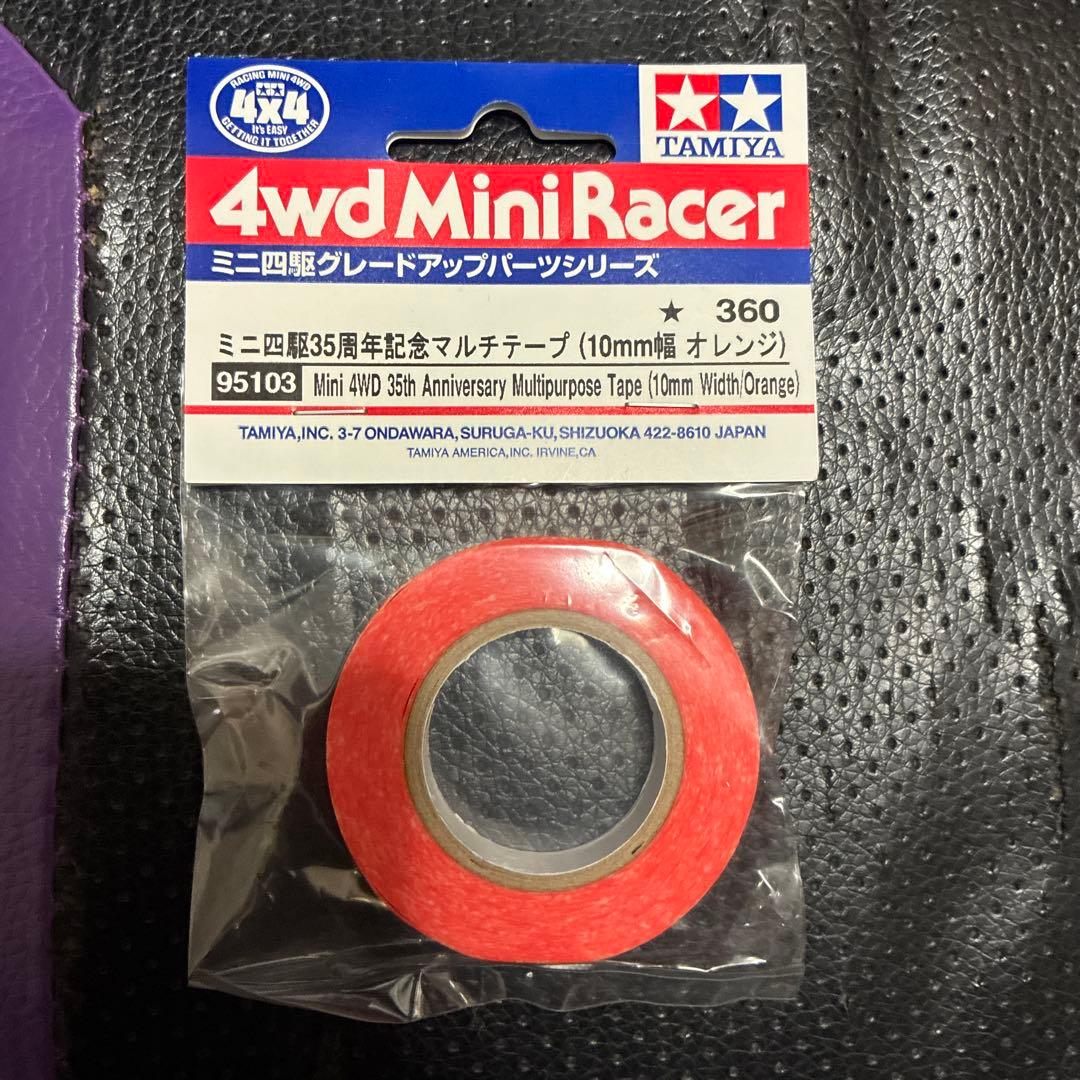 RACING MINI 4WD
4x4
It's EASY
GETTING IT TOGETHER
TAMIYA
4wd Mini Racer
ミニ四駆グレードアップパーツシリーズ
★ 360
ミニ四駆35周年記念マルチテープ (10mm幅 オレンジ)
95103 Mini 4WD 35th Anniversary Multipurpose Tape (10mm Width/Orange)
TAMIYA,INC. 3-7 ONDAWARA, SURUGA-KU, SHIZUOKA 422-8610 JAPAN
TAMIYA AMERICA, INC. IRVINE, CA